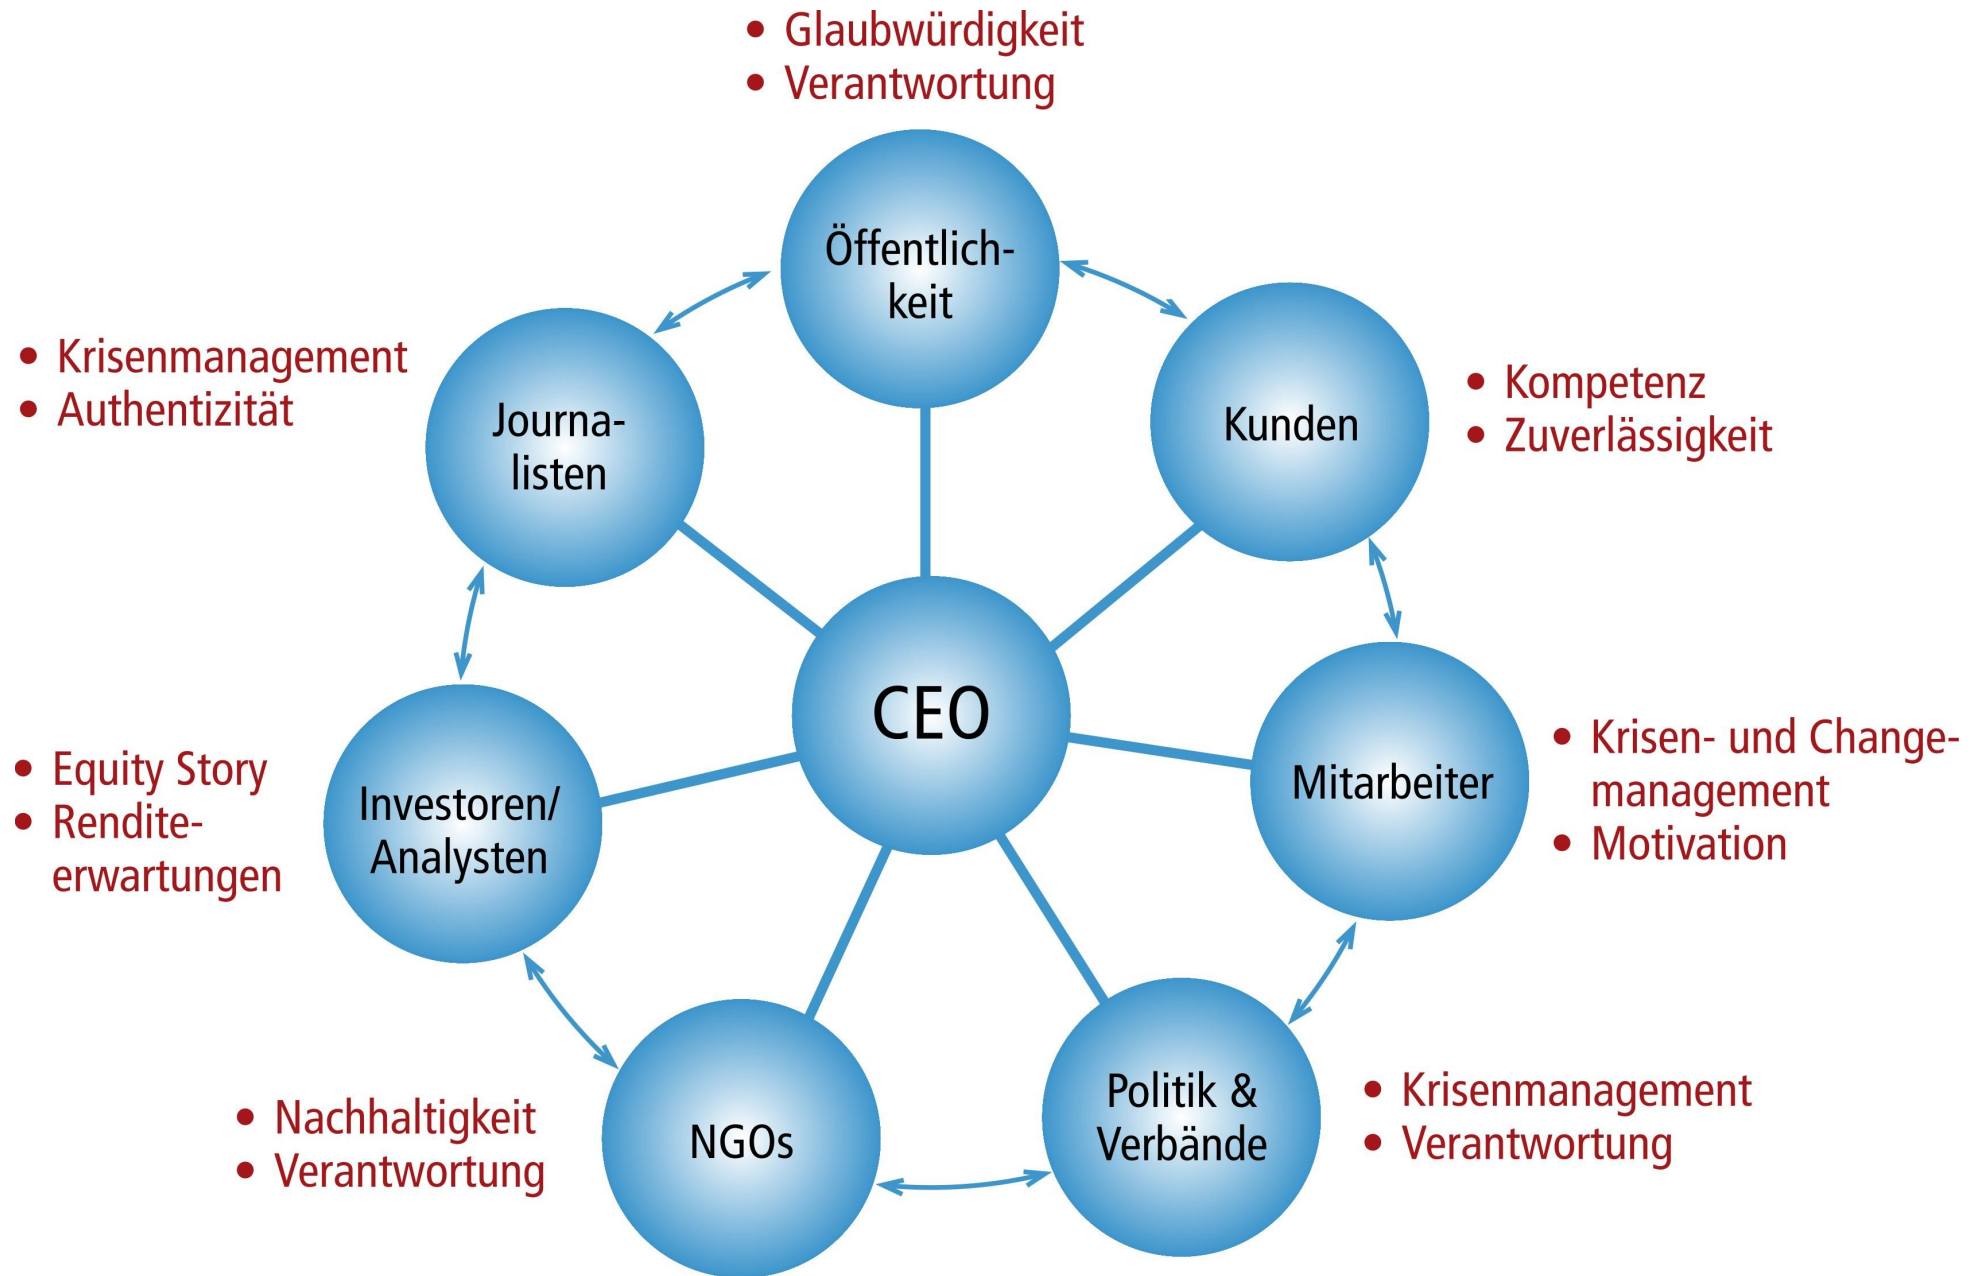 • Glaubwürdigkeit
• Verantwortung
Öffentlich-
keit
• Krisenmanagement
• Authentizität
Journa-
listen
Kunden
• Kompetenz
• Zuverlässigkeit
CEO
• Equity Story
• Rendite-
erwartungen
Investoren/
Analysten
Mitarbeiter
• Krisen- und Change-
management
• Motivation
• Nachhaltigkeit
• Verantwortung
NGOs
Politik &
Verbände
• Krisenmanagement
• Verantwortung